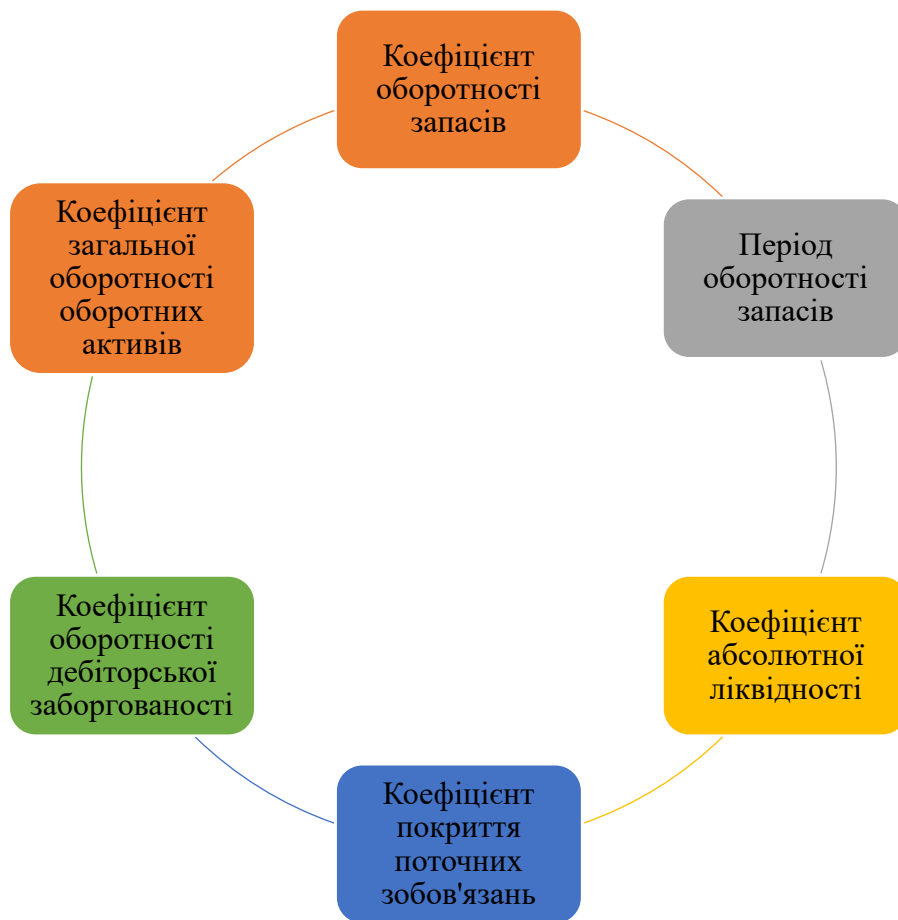 Коефіцієнт
оборотності
запасів
Період
оборотності
запасів
Коефіцієнт
абсолютної
ліквідності
Коефіцієнт
покриття
поточних
зобов'язань
Коефіцієнт
оборотності
дебіторської
заборгованості
Коефіцієнт
загальної
оборотності
оборотних
активів